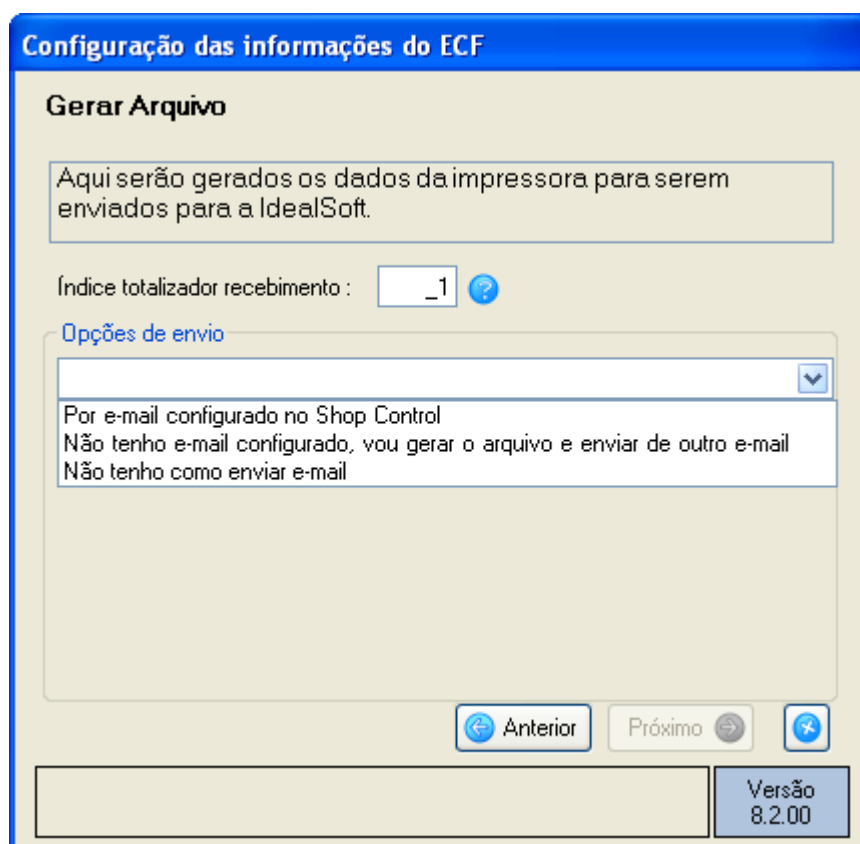 Configuração das informações do ECF
Gerar Arquivo
Aqui serão gerados os dados da impressora para serem
enviados para a IdealSoft.
Índice totalizador recebimento : _1 ?
Opções de envio
Por e-mail configurado no Shop Control
Não tenho e-mail configurado, vou gerar o arquivo e enviar de outro e-mail
Não tenho como enviar e-mail
Anterior Próximo
Versão
8.2.00